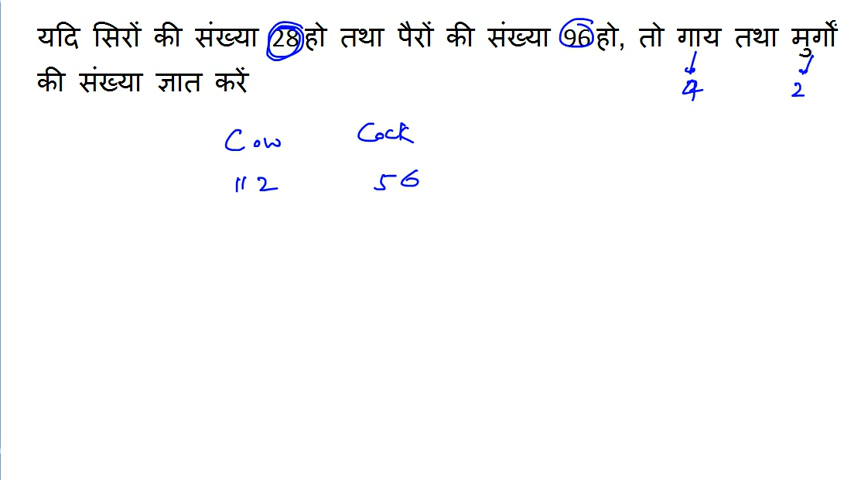 यदि सिरों की संख्या 28 हो तथा पैरों की संख्या 96 हो, तो गाय तथा मुर्गों
4 2
की संख्या ज्ञात करें
Cow Cock
112 56